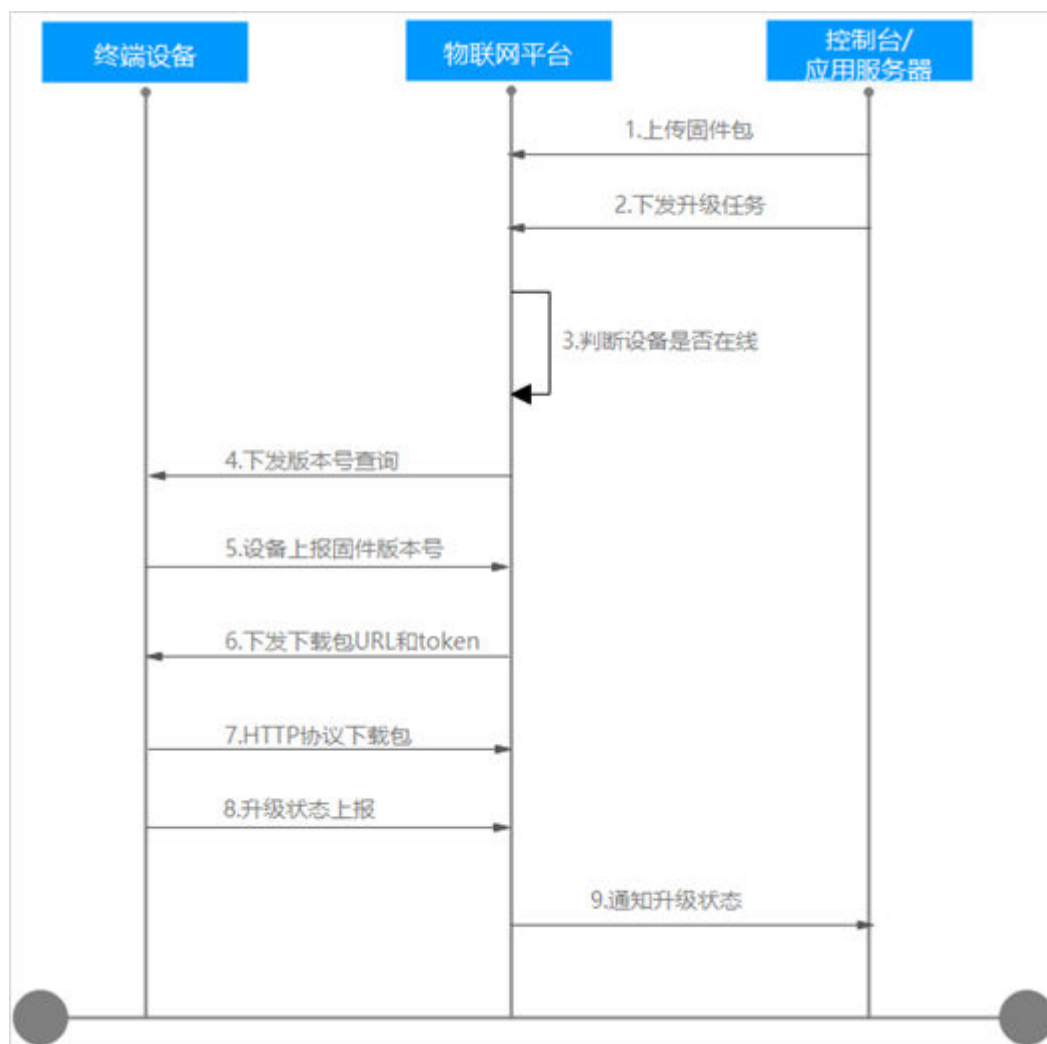 终端设备
物联网平台
控制台/
应用服务器
1.上传固件包
2.下发升级任务
3.判断设备是否在线
4.下发版本号查询
5.设备上报固件版本号
6.下发下载包URL和token
7.HTTP协议下载包
8.升级状态上报
9.通知升级状态